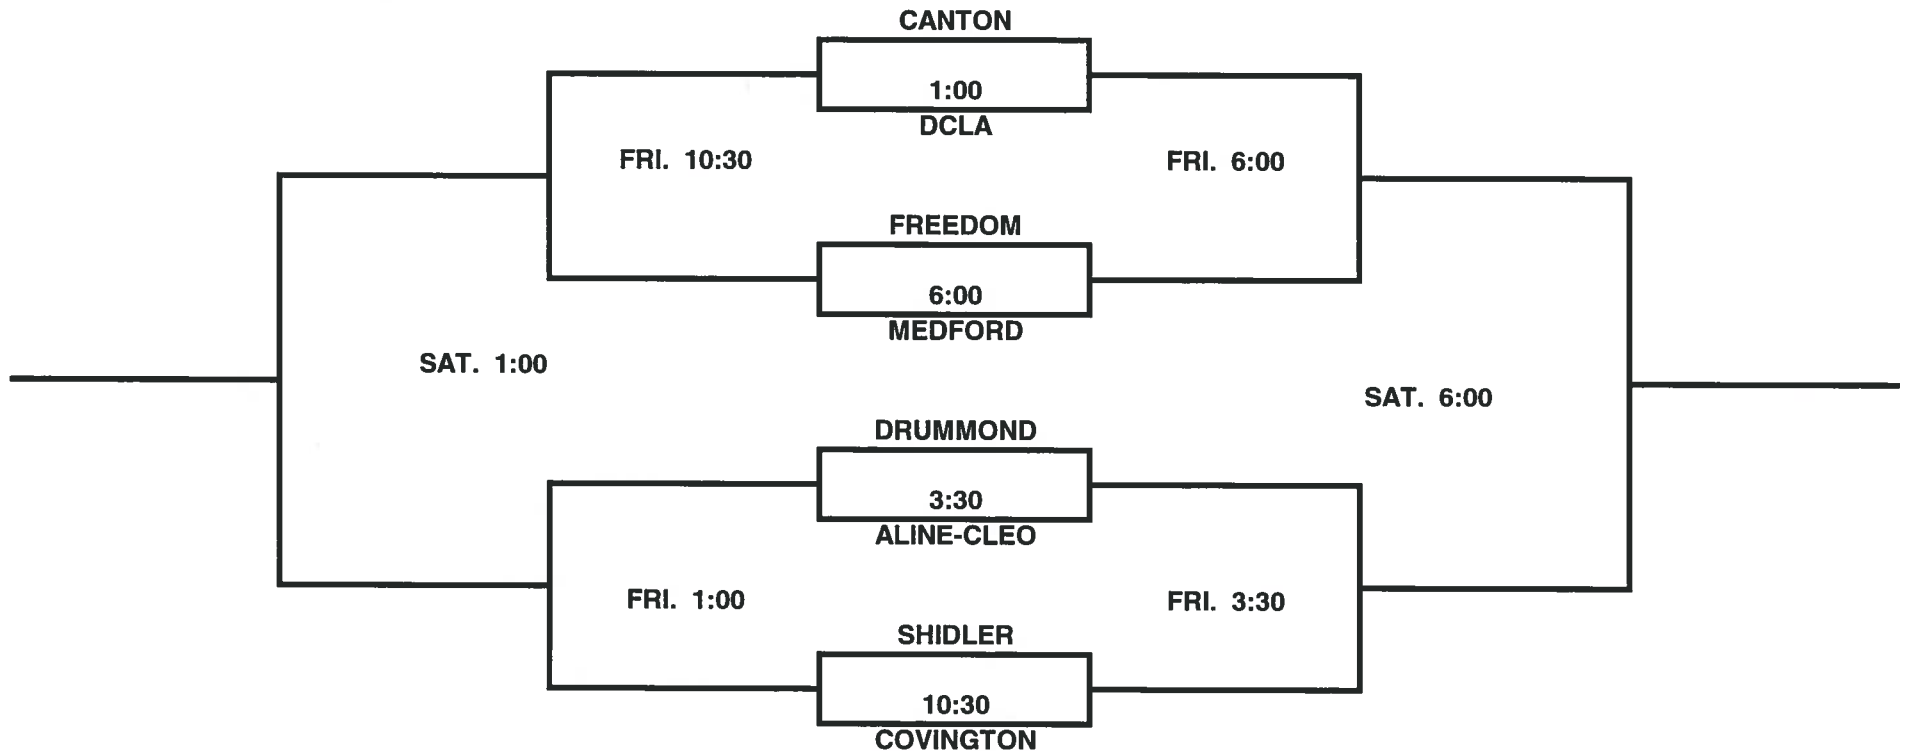 CANTON
1:00
DCLA
FRI. 10:30
FRI. 6:00
FREEDOM
6:00
MEDFORD
SAT. 1:00
SAT. 6:00
DRUMMOND
3:30
ALINE-CLEO
FRI. 1:00
FRI. 3:30
SHIDLER
10:30
COVINGTON